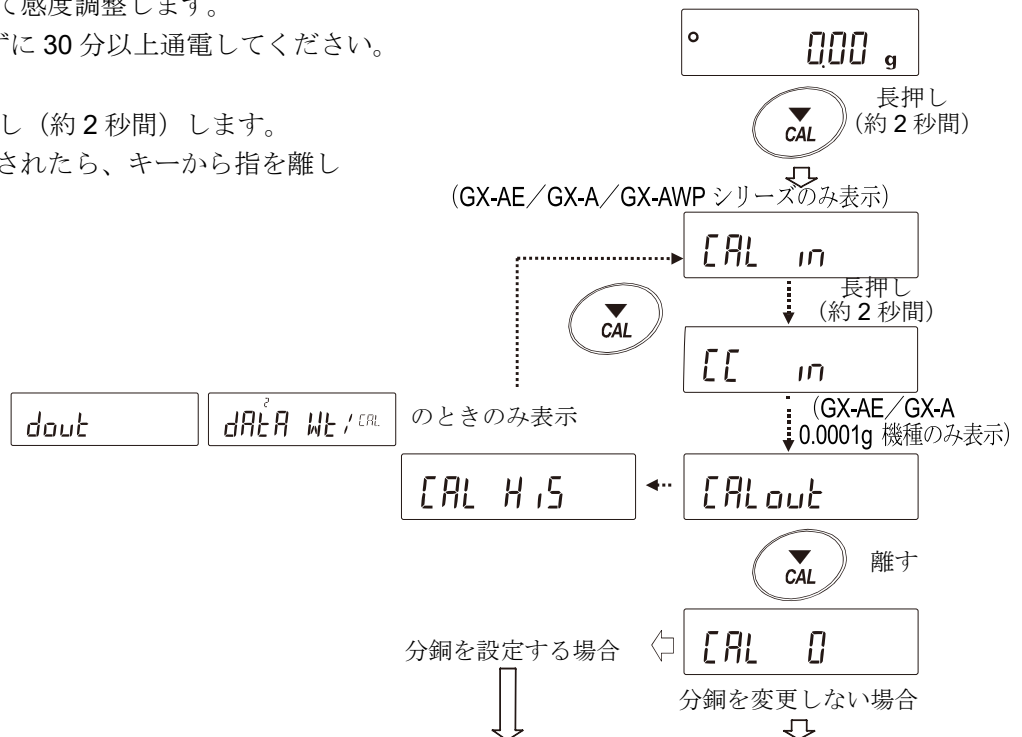 て感度調整します。
ずに 30 分以上通電してください。
し（約 2 秒間）します。
されたら、キーから指を離し
0.00 g
CAL
長押し
（約 2 秒間）
（GX-AE／GX-A／GX-AWP シリーズのみ表示）
CAL in
CAL
長押し
（約 2 秒間）
CC in
（GX-AE／GX-A
0.0001g 機種のみ表示）
dout
dAtA Wt/CAL
2
のときのみ表示
CAL HiS
CALout
CAL
離す
分銅を設定する場合
CAL 0
分銅を変更しない場合